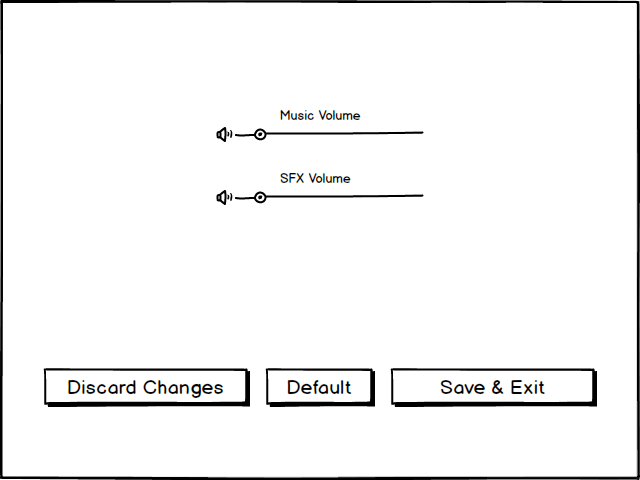 Music Volume
SFX Volume
Discard Changes
Default
Save & Exit